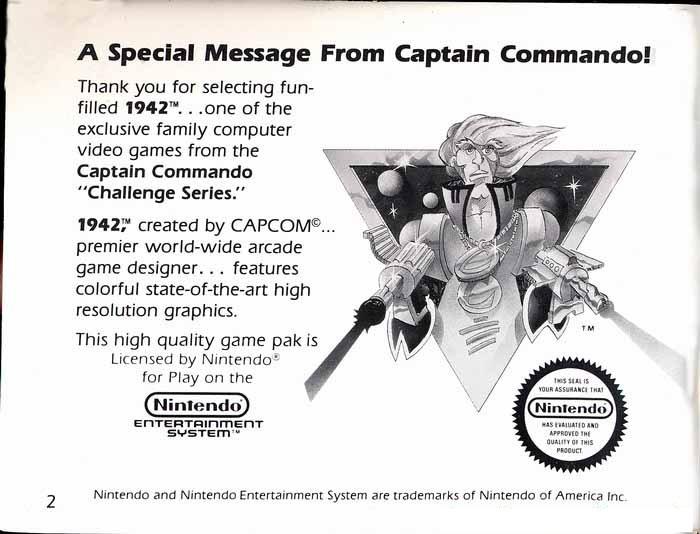 A Special Message From Captain Commando!
Thank you for selecting fun-
filled 1942™. . .one of the
exclusive family computer
video games from the
Captain Commando
"Challenge Series."
1942,™ created by CAPCOM©...
premier world-wide arcade
game designer. . . features
colorful state-of-the-art high
resolution graphics.
This high quality game pak is
Licensed by Nintendo®
for Play on the
Nintendo
ENTERTAINMENT
SYSTEM™
TM
THIS SEAL IS
YOUR ASSURANCE THAT
Nintendo
HAS EVALUATED AND
APPROVED THE
QUALITY OF THIS
PRODUCT.
2
Nintendo and Nintendo Entertainment System are trademarks of Nintendo of America Inc.